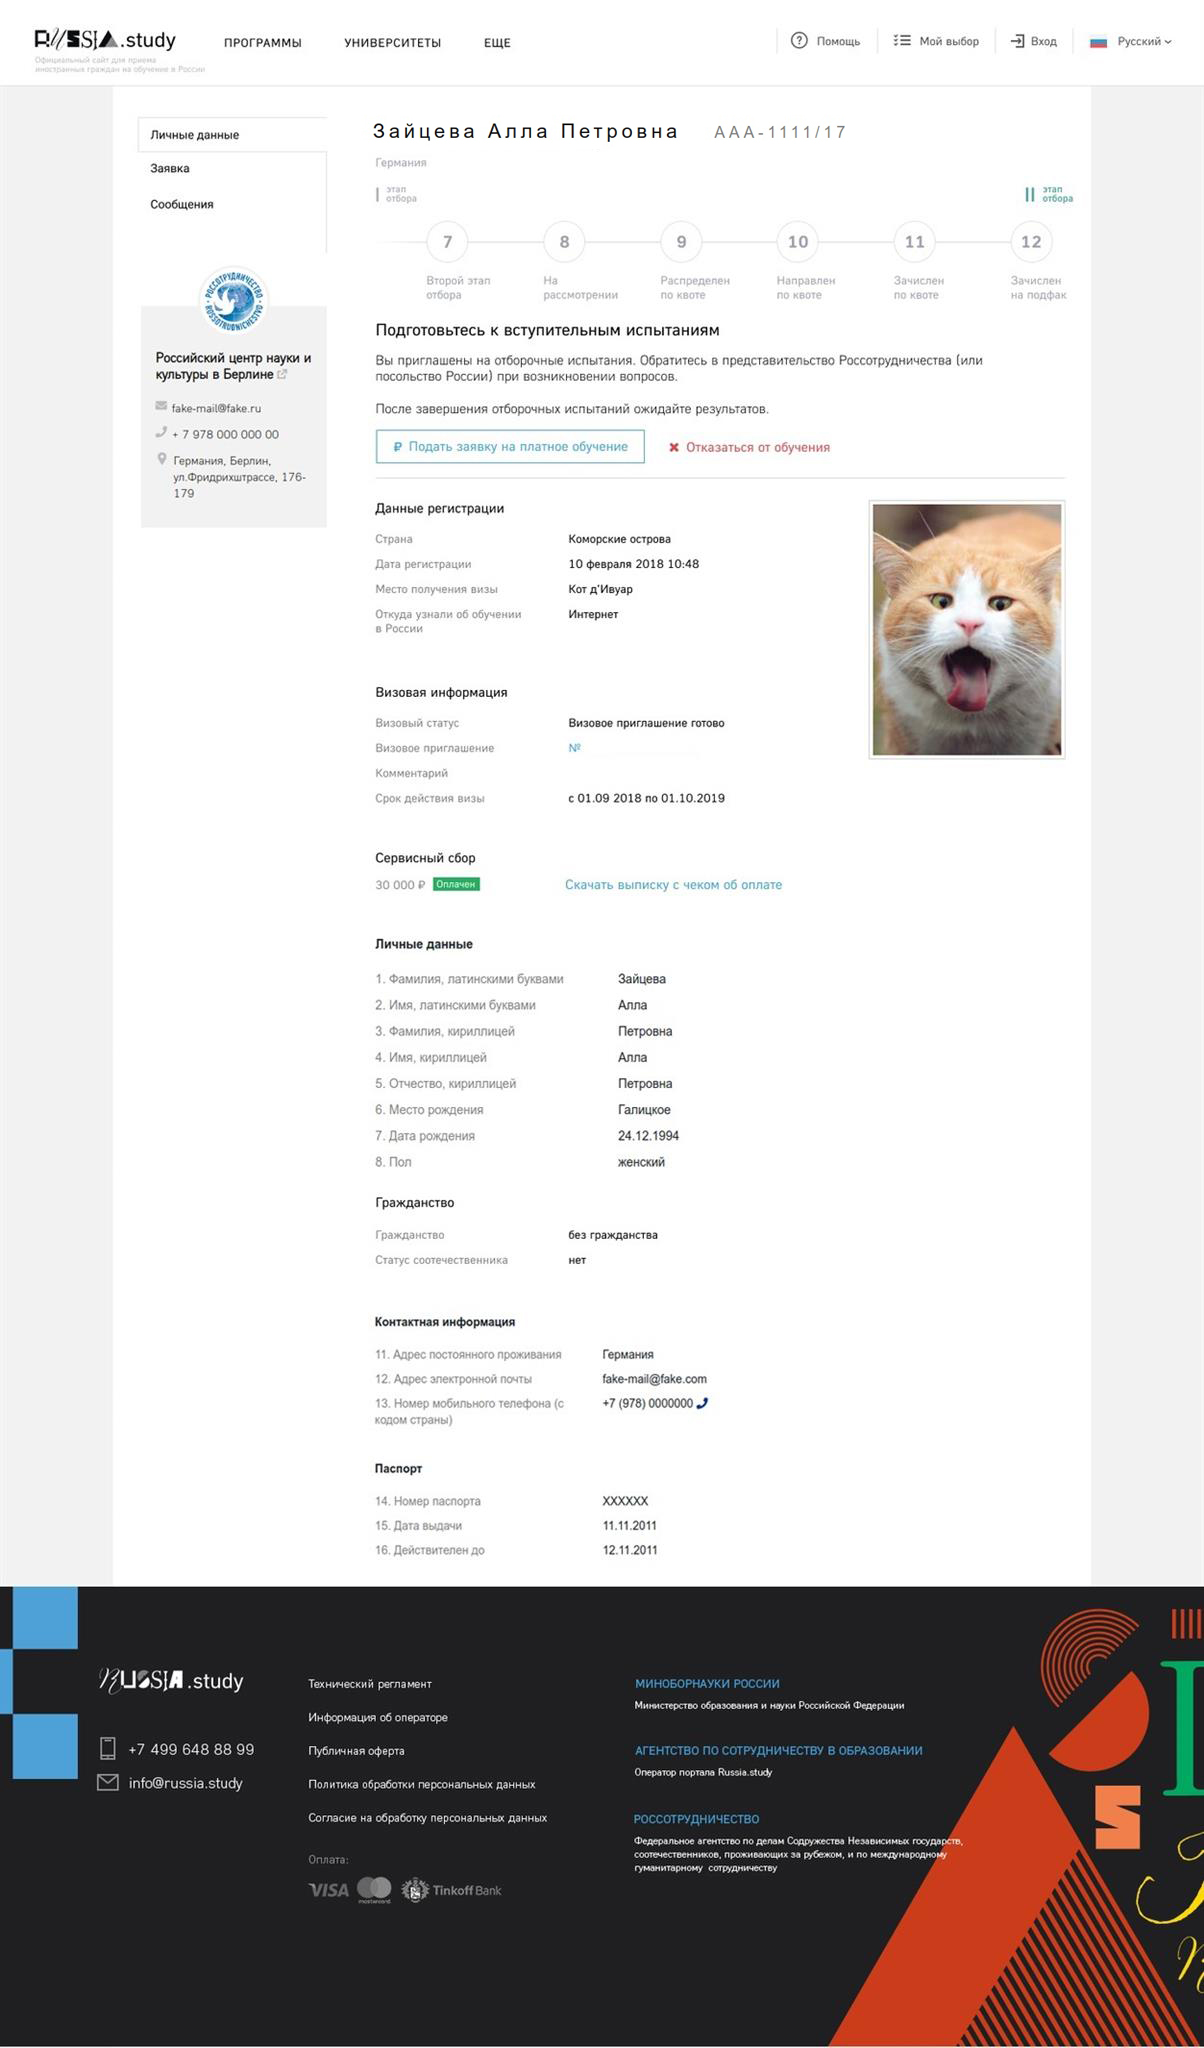 RUSSIA.study
Официальный сайт для приема
иностранных граждан на обучение в России
ПРОГРАММЫ
УНИВЕРСИТЕТЫ
ЕЩЕ
Помощь
Мой выбор
Вход
Русский
Личные данные
Заявка
Сообщения
РОССОТРУДНИЧЕСТВО
ROSSOTRUDNICHESTVO
Российский центр науки и
культуры в Берлине
fake-mail@fake.ru
+ 7 978 000 000 00
Германия, Берлин,
ул.Фридрихштрассе, 176-
179
Зайцева Алла Петровна ААА-1111/17
Германия
I этап
отбора
II этап
отбора
7 8 9 10 11 12
Второй этап
отбора
На
рассмотрении
Распределен
по квоте
Направлен
по квоте
Зачислен
по квоте
Зачислен
на подфак
Подготовьтесь к вступительным испытаниям
Вы приглашены на отборочные испытания. Обратитесь в представительство Россотрудничества (или
посольство России) при возникновении вопросов.
После завершения отборочных испытаний ожидайте результатов.
₽ Подать заявку на платное обучение
✖ Отказаться от обучения
Данные регистрации
Страна Коморские острова
Дата регистрации 10 февраля 2018 10:48
Место получения визы Кот д'Ивуар
Откуда узнали об обучении Интернет
в России
Визовая информация
Визовый статус Визовое приглашение готово
Визовое приглашение №
Комментарий
Срок действия визы с 01.09 2018 по 01.10.2019
Сервисный сбор
30 000 ₽ Оплачен Скачать выписку с чеком об оплате
Личные данные
1. Фамилия, латинскими буквами Зайцева
2. Имя, латинскими буквами Алла
3. Фамилия, кириллицей Петровна
4. Имя, кириллицей Алла
5. Отчество, кириллицей Петровна
6. Место рождения Галицкое
7. Дата рождения 24.12.1994
8. Пол женский
Гражданство
Гражданство без гражданства
Статус соотечественника нет
Контактная информация
11. Адрес постоянного проживания Германия
12. Адрес электронной почты fake-mail@fake.com
13. Номер мобильного телефона (с +7 (978) 0000000
кодом страны)
Паспорт
14. Номер паспорта XXXXXX
15. Дата выдачи 11.11.2011
16. Действителен до 12.11.2011
RUSSIA.study
+7 499 648 88 99
info@russia.study
Технический регламент
Информация об операторе
Публичная оферта
Политика обработки персональных данных
Согласие на обработку персональных данных
Оплата:
VISA mastercard Tinkoff Bank
МИНОБОРНАУКИ РОССИИ
Министерство образования и науки Российской Федерации
АГЕНТСТВО ПО СОТРУДНИЧЕСТВУ В ОБРАЗОВАНИИ
Оператор портала Russia.study
РОССОТРУДНИЧЕСТВО
Федеральное агентство по делам Содружества Независимых государств,
соотечественников, проживающих за рубежом, и по международному
гуманитарному сотрудничеству